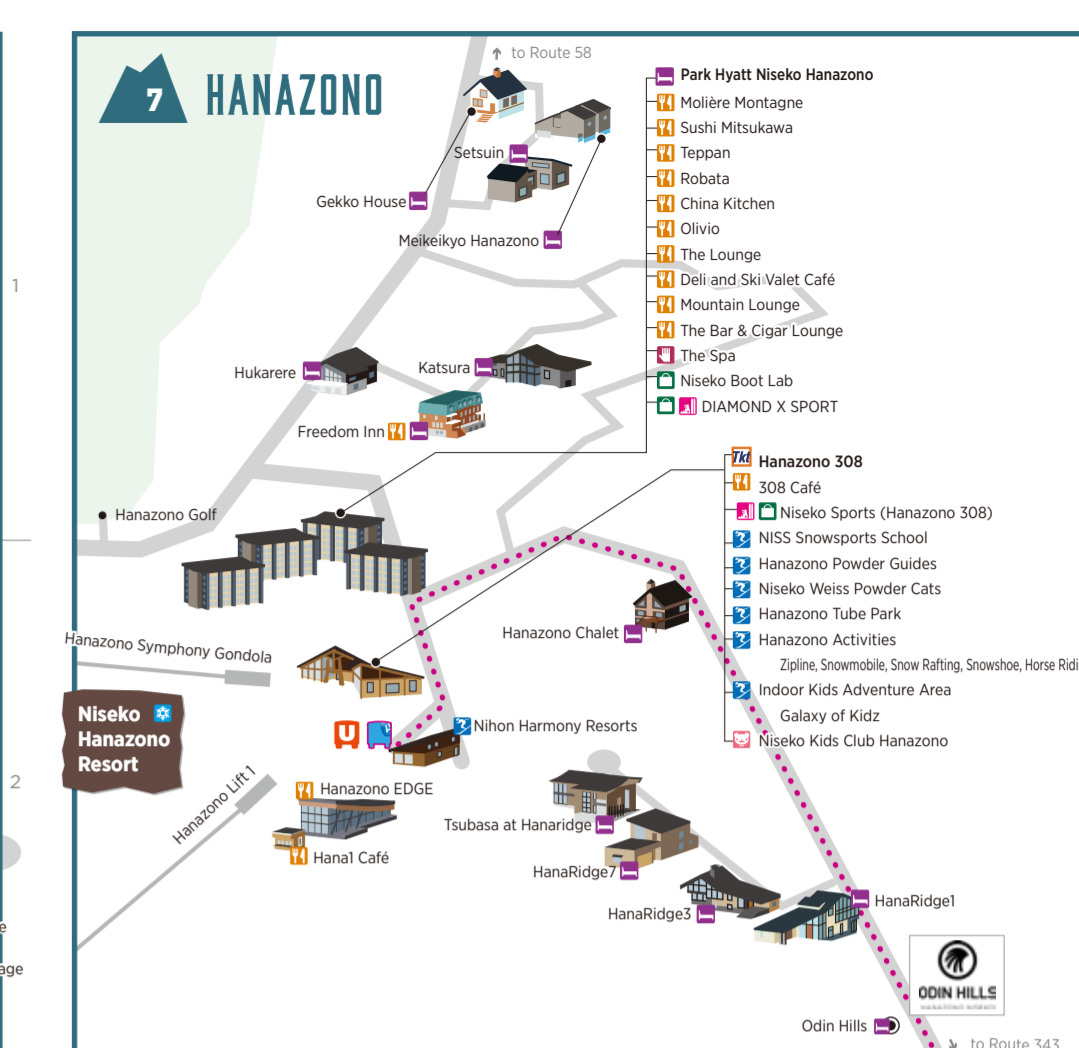 7 HANAZONO
↑ to Route 58
Setsuin
Gekko House
Meikeikyo Hanazono
Hukarere
Katsura
Freedom Inn
Hanazono Golf
Park Hyatt Niseko Hanazono
Molière Montagne
Sushi Mitsukawa
Teppan
Robata
China Kitchen
Olivio
The Lounge
Deli and Ski Valet Café
Mountain Lounge
The Bar & Cigar Lounge
The Spa
Niseko Boot Lab
DIAMOND X SPORT
Tkt Hanazono 308
308 Café
Niseko Sports (Hanazono 308)
NISS Snowsports School
Hanazono Powder Guides
Niseko Weiss Powder Cats
Hanazono Tube Park
Hanazono Activities
Zipline, Snowmobile, Snow Rafting, Snowshoe, Horse Ridi
Indoor Kids Adventure Area
Galaxy of Kidz
Niseko Kids Club Hanazono
Hanazono Symphony Gondola
Hanazono Chalet
Niseko
Hanazono
Resort
U
Nihon Harmony Resorts
Hanazono Lift 1
Hanazono EDGE
Hana1 Café
Tsubasa at Hanaridge
HanaRidge7
HanaRidge3
HanaRidge1
ODIN HILLS
Odin Hills
to Route 343
1
2
e
age